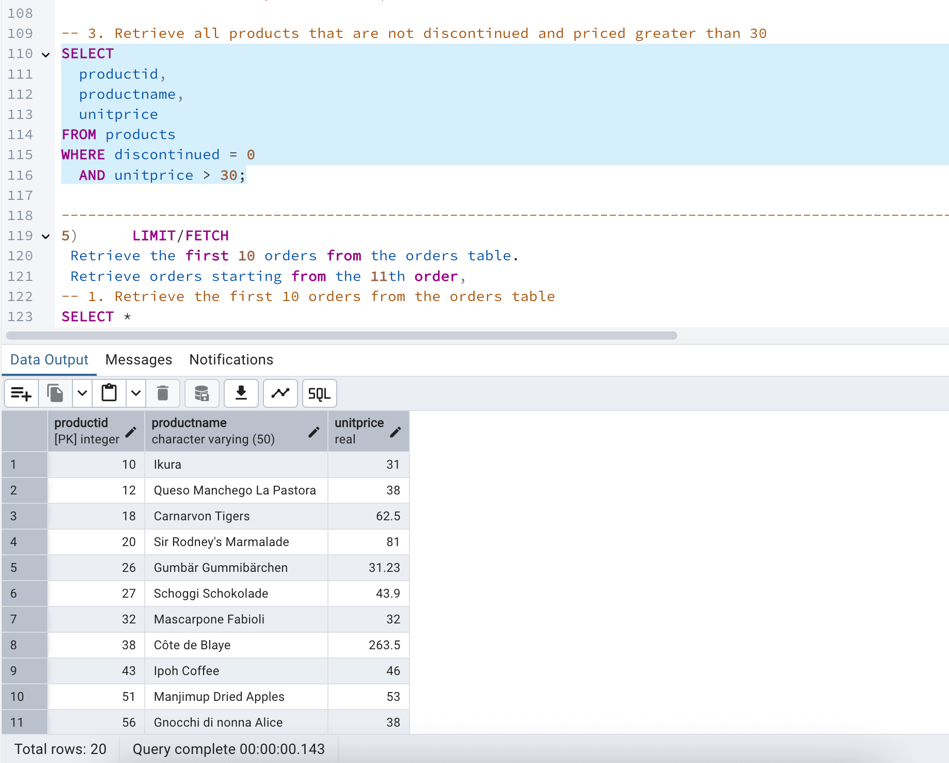 108
109 -- 3. Retrieve all products that are not discontinued and priced greater than 30
110 SELECT
111 productid,
112 productname,
113 unitprice
114 FROM products
115 WHERE discontinued = 0
116 AND unitprice > 30;
117
118 ----------------------------------------------------------------------------------------------------
119 5) LIMIT/FETCH
120 Retrieve the first 10 orders from the orders table.
121 Retrieve orders starting from the 11th order,
122 -- 1. Retrieve the first 10 orders from the orders table
123 SELECT *
Data Output Messages Notifications
SQL
productid productname unitprice
[PK] integer character varying (50) real
1 10 Ikura 31
2 12 Queso Manchego La Pastora 38
3 18 Carnarvon Tigers 62.5
4 20 Sir Rodney's Marmalade 81
5 26 Gumbär Gummibärchen 31.23
6 27 Schoggi Schokolade 43.9
7 32 Mascarpone Fabioli 32
8 38 Côte de Blaye 263.5
9 43 Ipoh Coffee 46
10 51 Manjimup Dried Apples 53
11 56 Gnocchi di nonna Alice 38
Total rows: 20 Query complete 00:00:00.143